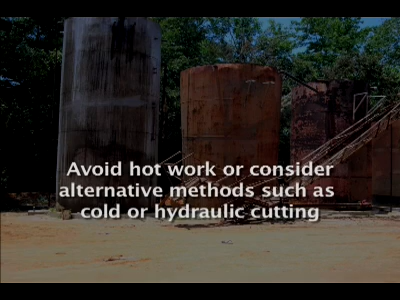 Avoid hot work or consider
alternative methods such as
cold or hydraulic cutting